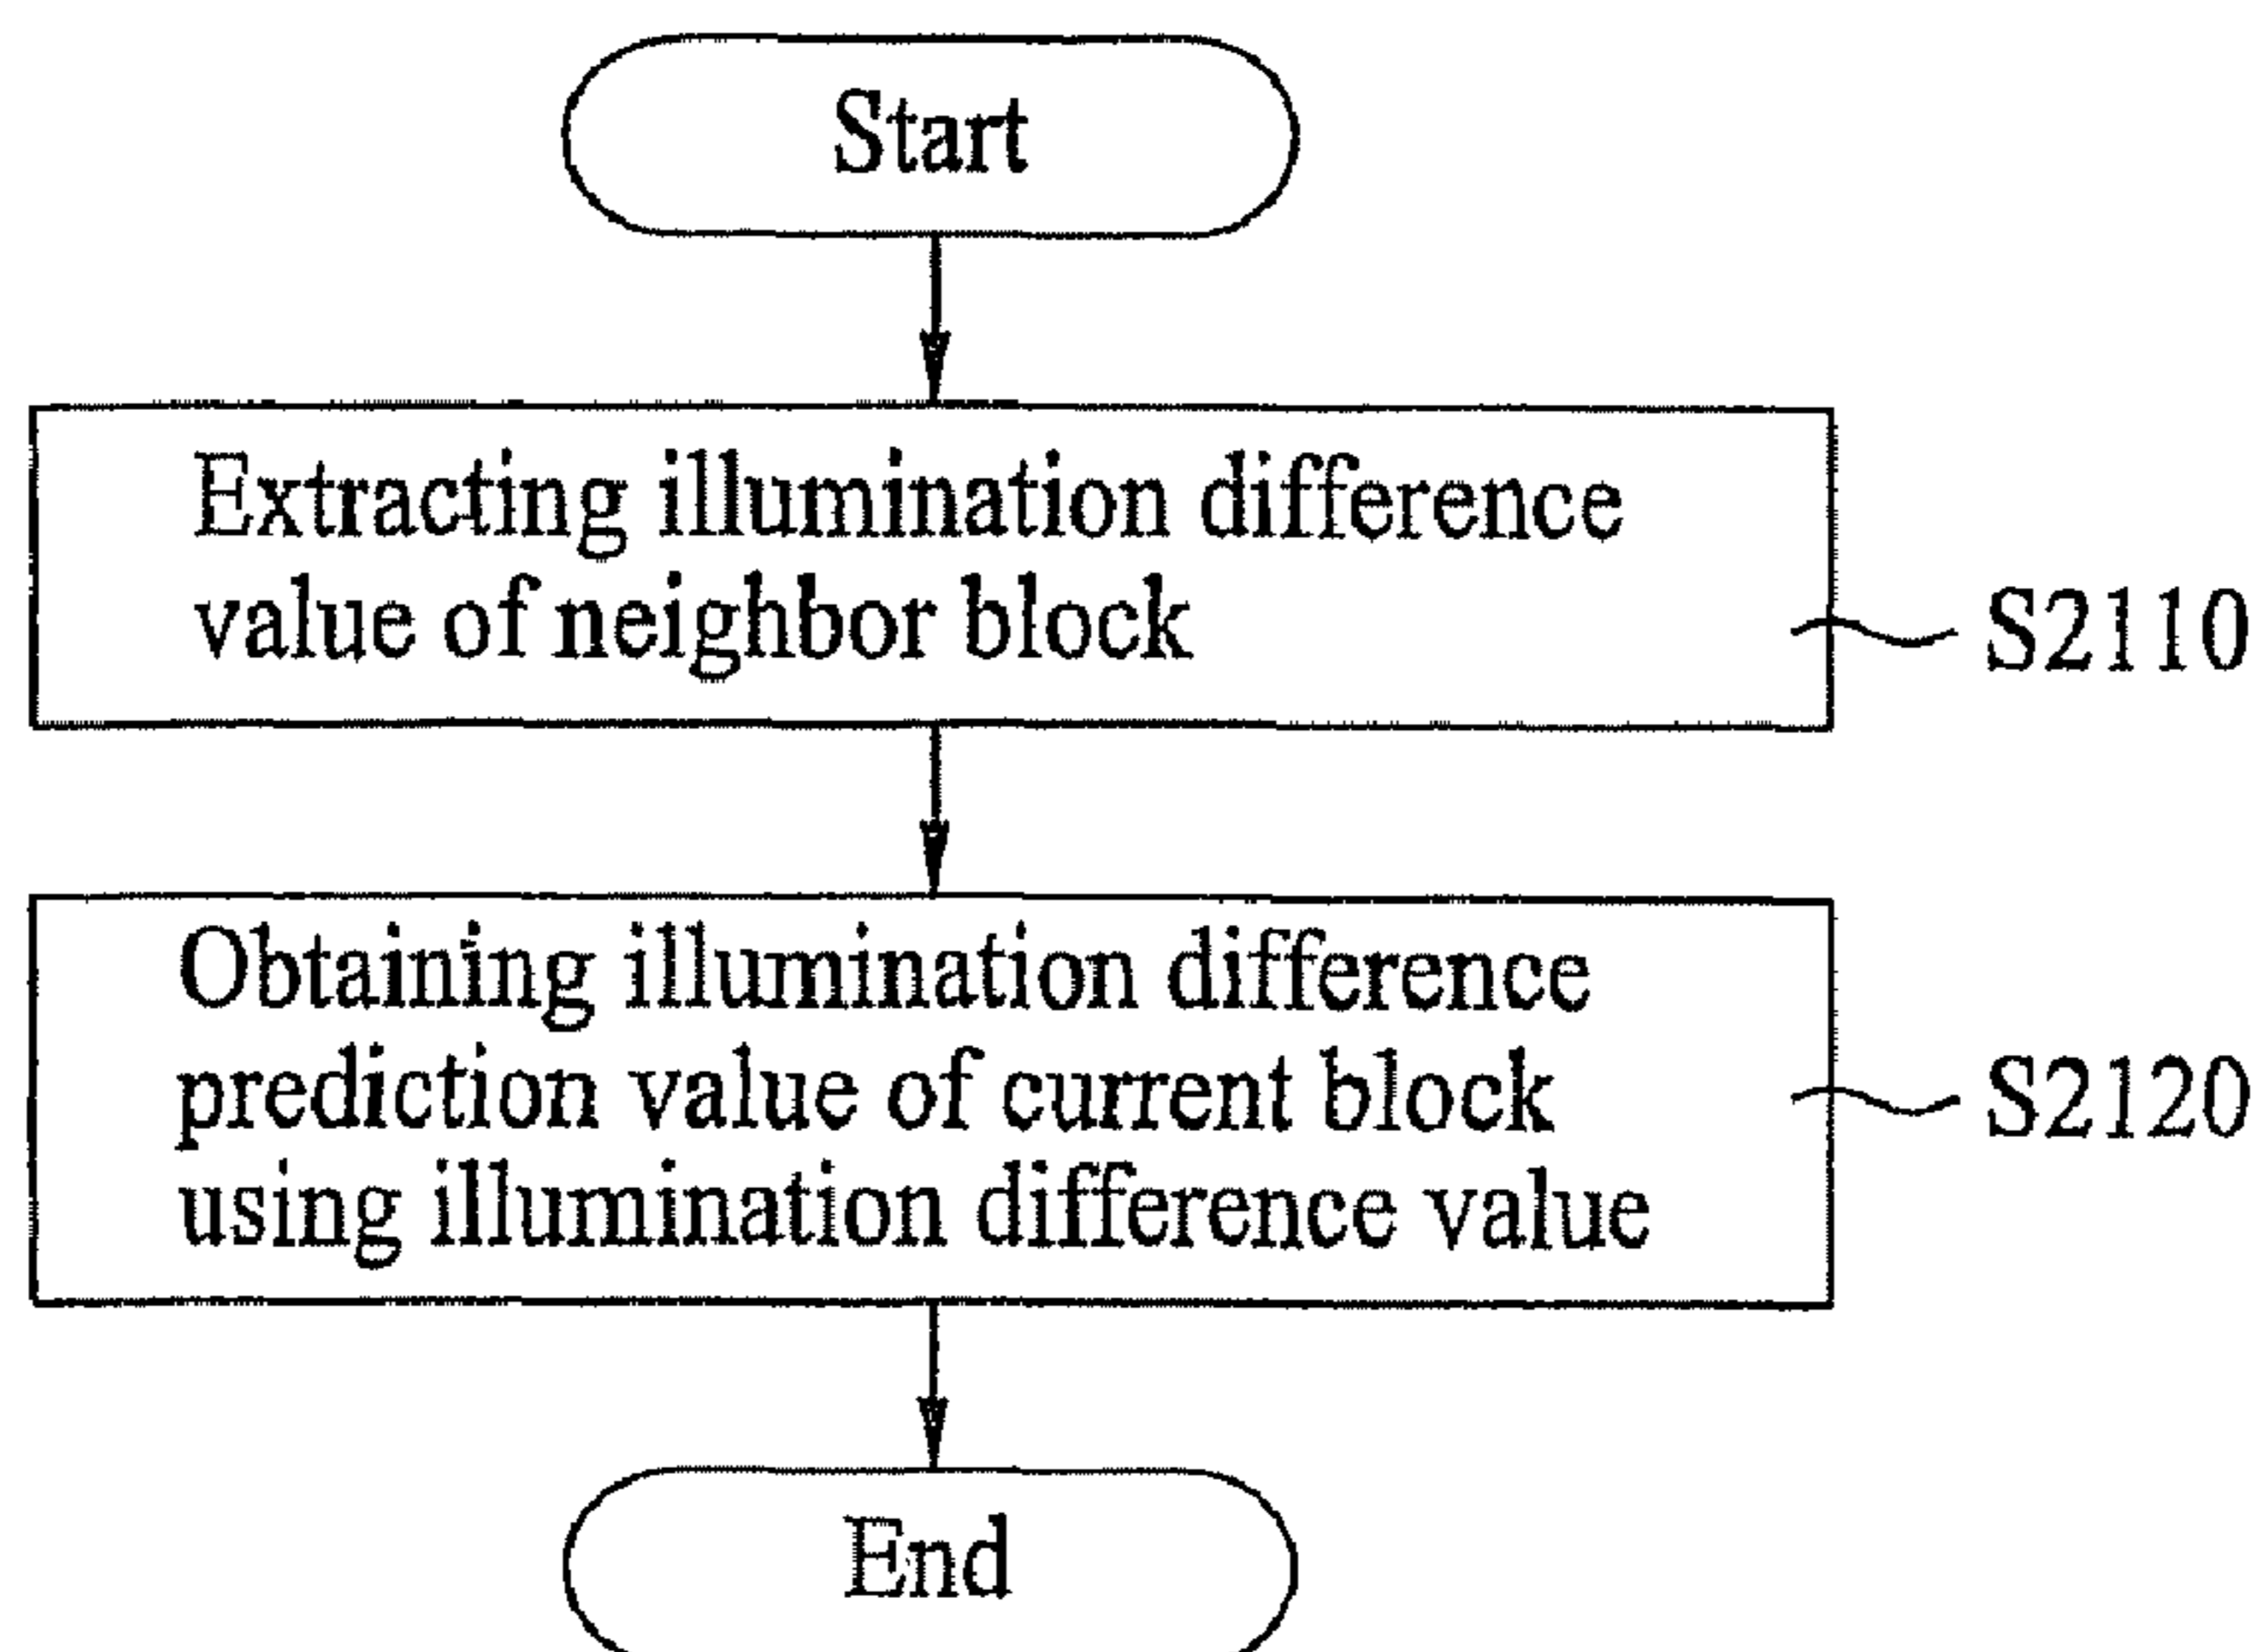 Start
Extracting illumination difference
value of neighbor block
S2110
Obtaining illumination difference
prediction value of current block
using illumination difference value
S2120
End